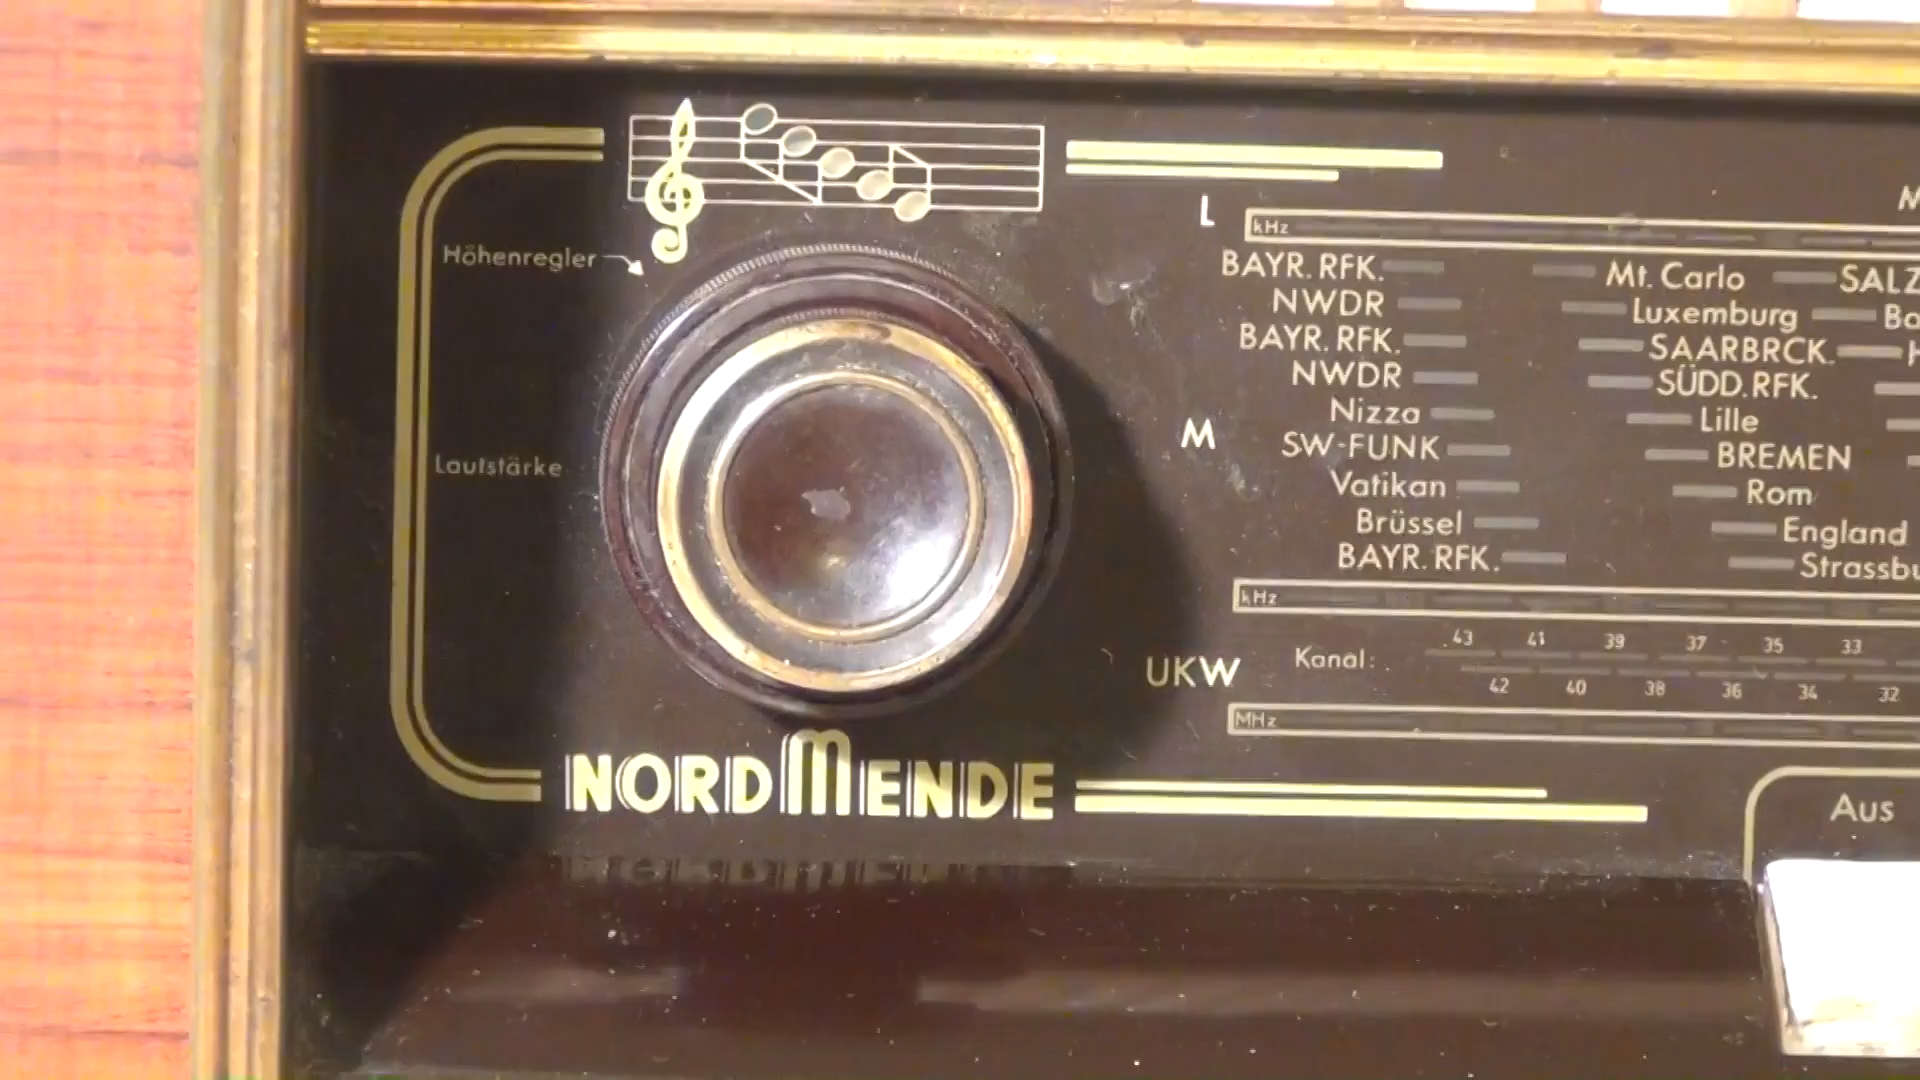 Höhenregler
Lautstärke
NORDMENDE
L kHz
BAYR. RFK. Mt. Carlo
NWDR Luxemburg
BAYR. RFK. SAARBRCK.
NWDR SÜDD.RFK.
Nizza Lille
M SW-FUNK BREMEN
Vatikan Rom
Brüssel England
BAYR. RFK.
kHz
43 41 39 37 35 33
UKW Kanal:
42 40 38 36 34 32
MHz
Aus